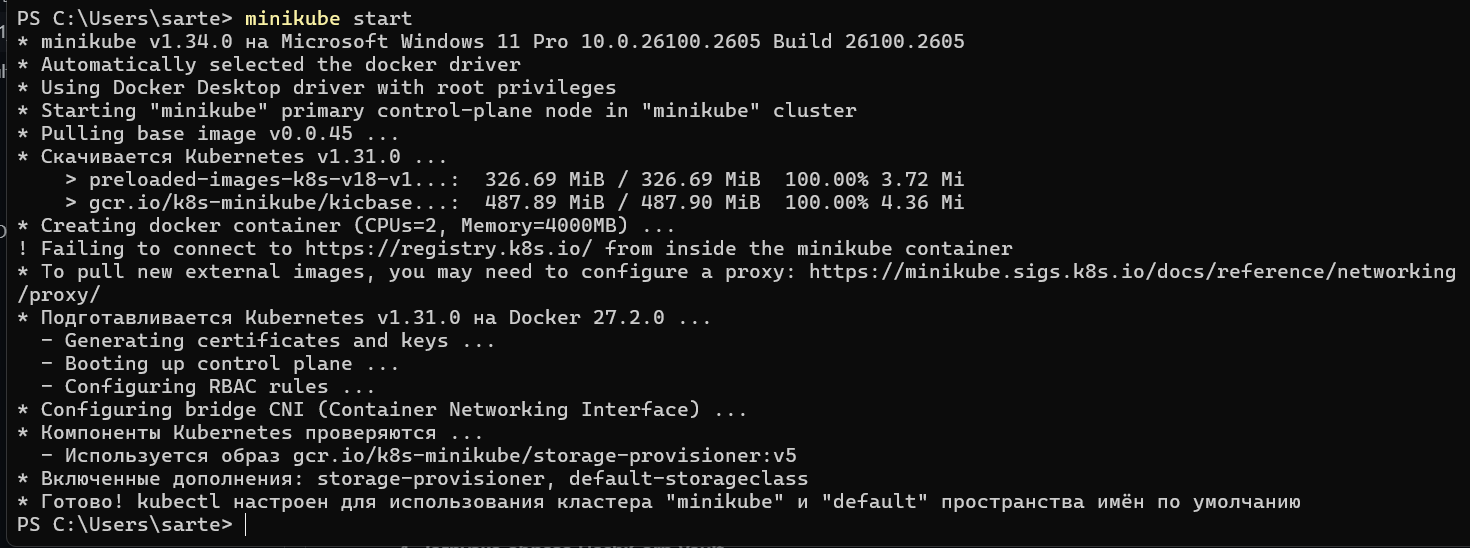 PS C:\Users\sarte> minikube start
* minikube v1.34.0 на Microsoft Windows 11 Pro 10.0.26100.2605 Build 26100.2605
* Automatically selected the docker driver
* Using Docker Desktop driver with root privileges
* Starting "minikube" primary control-plane node in "minikube" cluster
* Pulling base image v0.0.45 ...
* Скачивается Kubernetes v1.31.0 ...
    > preloaded-images-k8s-v18-v1...:  326.69 MiB / 326.69 MiB  100.00% 3.72 Mi
    > gcr.io/k8s-minikube/kicbase...:  487.89 MiB / 487.90 MiB  100.00% 4.36 Mi
* Creating docker container (CPUs=2, Memory=4000MB) ...
! Failing to connect to https://registry.k8s.io/ from inside the minikube container
* To pull new external images, you may need to configure a proxy: https://minikube.sigs.k8s.io/docs/reference/networking
/proxy/
* Подготавливается Kubernetes v1.31.0 на Docker 27.2.0 ...
  - Generating certificates and keys ...
  - Booting up control plane ...
  - Configuring RBAC rules ...
* Configuring bridge CNI (Container Networking Interface) ...
* Компоненты Kubernetes проверяются ...
  - Используется образ gcr.io/k8s-minikube/storage-provisioner:v5
* Включенные дополнения: storage-provisioner, default-storageclass
* Готово! kubectl настроен для использования кластера "minikube" и "default" пространства имён по умолчанию
PS C:\Users\sarte>